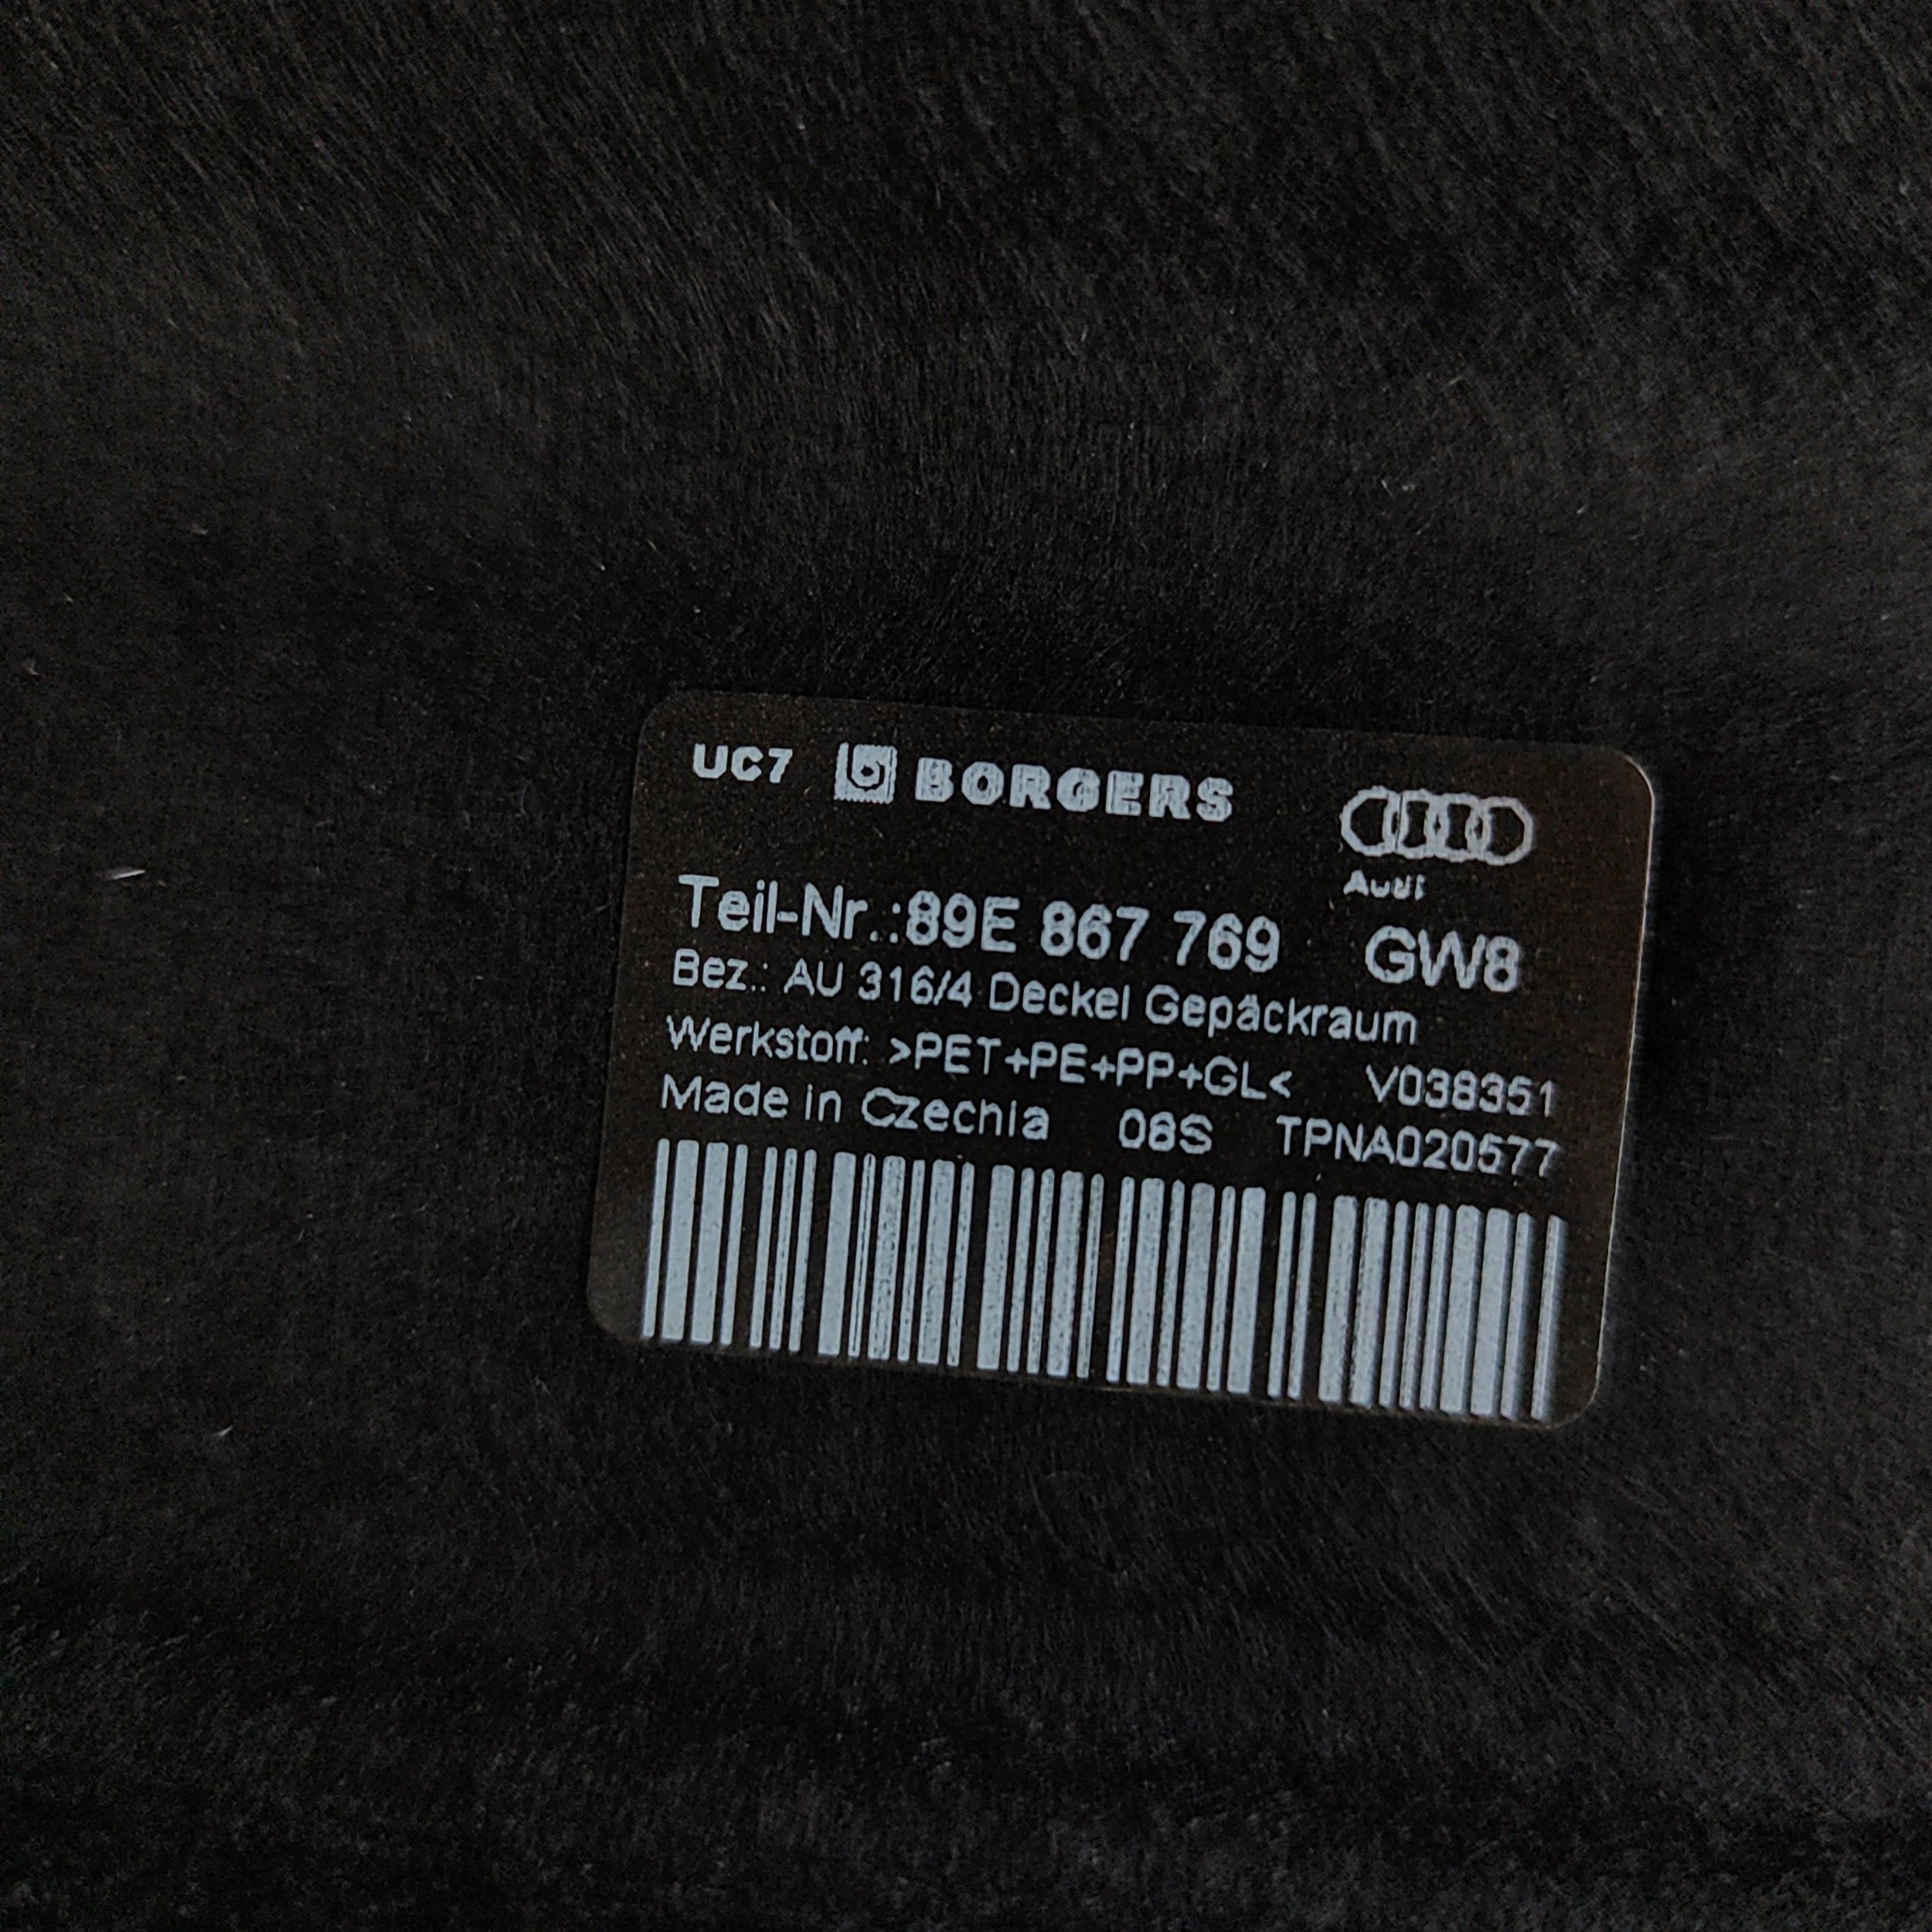 UC7 BORGERS
Audi
Teil-Nr.:89E 867 769 GW8
Bez.: AU 316/4 Deckel Gepäckraum
Werkstoff: >PET+PE+PP+GL< V038351
Made in Czechia 08S TPNA020577